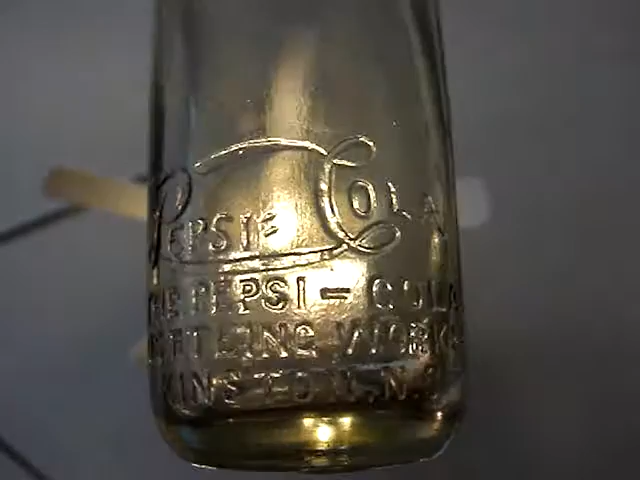 PEPSI= COLA
THE PEPSI-COLA
BOTTLING WORKS
KINSTON, N.C.